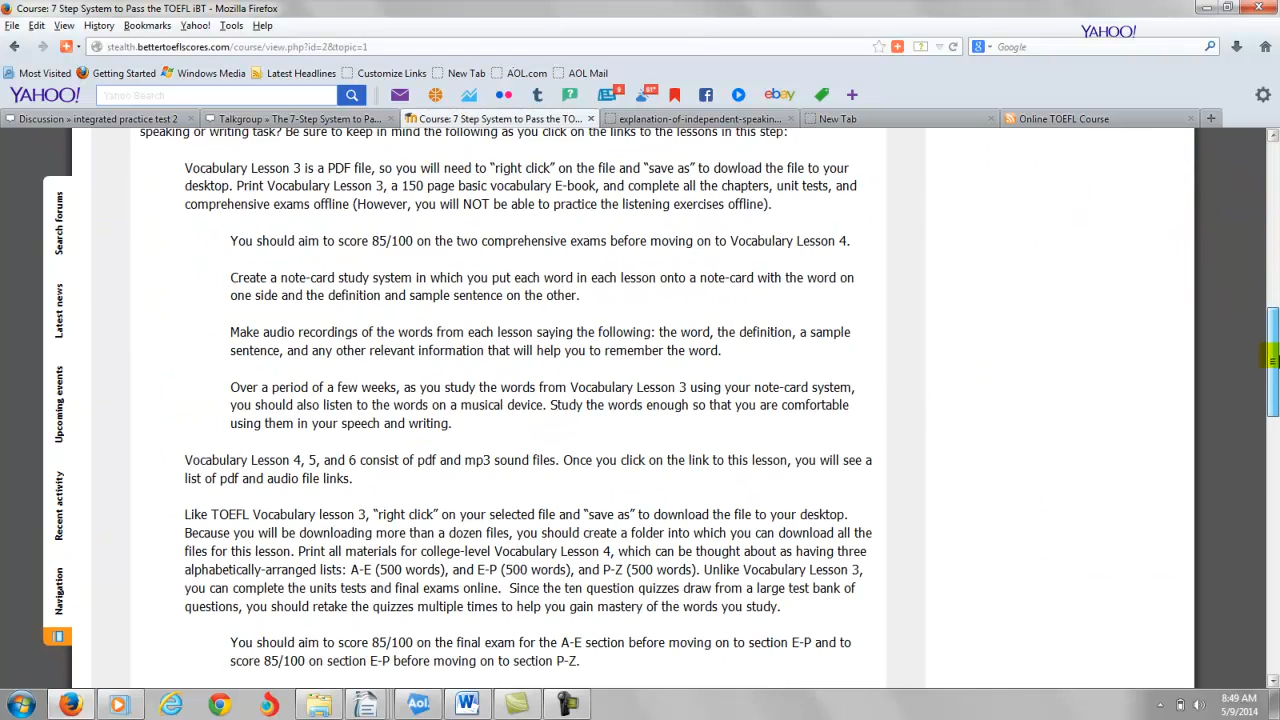 Course: 7 Step System to Pass the TOEFL iBT - Mozilla Firefox
File Edit View History Bookmarks Yahoo! Tools Help
YAHOO!
stealth.bettertoeflscores.com/course/view.php?id=2&topic=1
Google
Most Visited Getting Started Windows Media Latest Headlines Customize Links New Tab AOL.com AOL Mail
YAHOO! Yahoo Search ebay
Discussion » integrated practice test 2 Talkgroup » The 7-Step System to Pa... Course: 7 Step System to Pass the TO... explanation-of-independent-speakin... New Tab Online TOEFL Course
speaking or writing task? Be sure to keep in mind the following as you click on the links to the lessons in this step:
Vocabulary Lesson 3 is a PDF file, so you will need to “right click” on the file and “save as” to dowload the file to your
desktop. Print Vocabulary Lesson 3, a 150 page basic vocabulary E-book, and complete all the chapters, unit tests, and
comprehensive exams offline (However, you will NOT be able to practice the listening exercises offline).
You should aim to score 85/100 on the two comprehensive exams before moving on to Vocabulary Lesson 4.
Create a note-card study system in which you put each word in each lesson onto a note-card with the word on
one side and the definition and sample sentence on the other.
Make audio recordings of the words from each lesson saying the following: the word, the definition, a sample
sentence, and any other relevant information that will help you to remember the word.
Over a period of a few weeks, as you study the words from Vocabulary Lesson 3 using your note-card system,
you should also listen to the words on a musical device. Study the words enough so that you are comfortable
using them in your speech and writing.
Vocabulary Lesson 4, 5, and 6 consist of pdf and mp3 sound files. Once you click on the link to this lesson, you will see a
list of pdf and audio file links.
Like TOEFL Vocabulary lesson 3, “right click” on your selected file and “save as” to download the file to your desktop.
Because you will be downloading more than a dozen files, you should create a folder into which you can download all the
files for this lesson. Print all materials for college-level Vocabulary Lesson 4, which can be thought about as having three
alphabetically-arranged lists: A-E (500 words), and E-P (500 words), and P-Z (500 words). Unlike Vocabulary Lesson 3,
you can complete the units tests and final exams online. Since the ten question quizzes draw from a large test bank of
questions, you should retake the quizzes multiple times to help you gain mastery of the words you study.
You should aim to score 85/100 on the final exam for the A-E section before moving on to section E-P and to
score 85/100 on section E-P before moving on to section P-Z.
Search forums
Latest news
Upcoming events
Recent activity
Navigation
Aol.
8:49 AM
5/9/2014